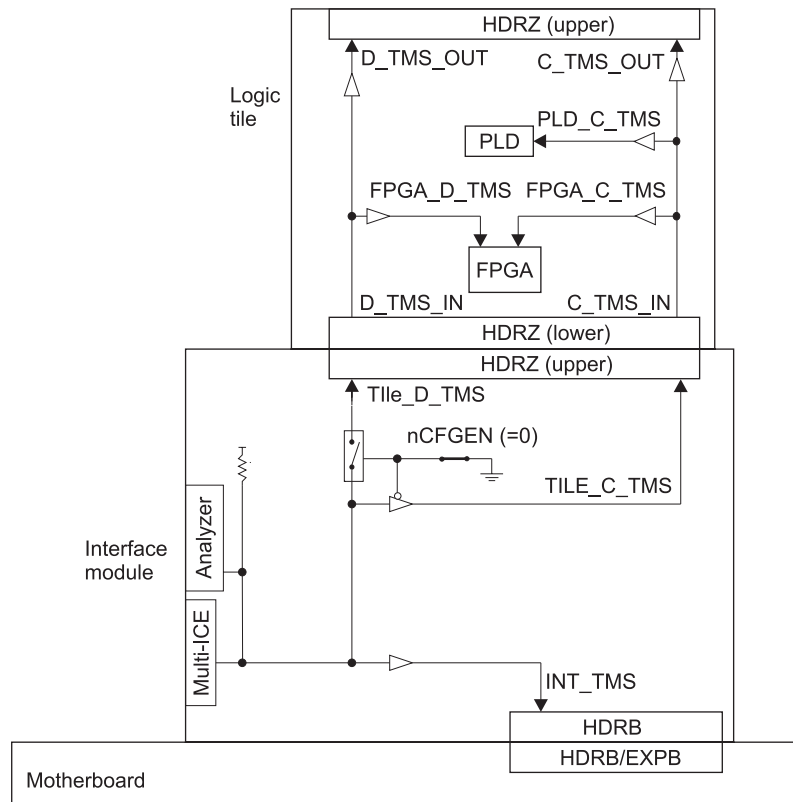 HDRZ (upper)
D_TMS_OUT
C_TMS_OUT
Logic
tile
PLD_C_TMS
PLD
FPGA_D_TMS
FPGA_C_TMS
FPGA
D_TMS_IN
C_TMS_IN
HDRZ (lower)
HDRZ (upper)
TIle_D_TMS
nCFGEN (=0)
TILE_C_TMS
Analyzer
Interface
module
Multi-ICE
INT_TMS
HDRB
HDRB/EXPB
Motherboard